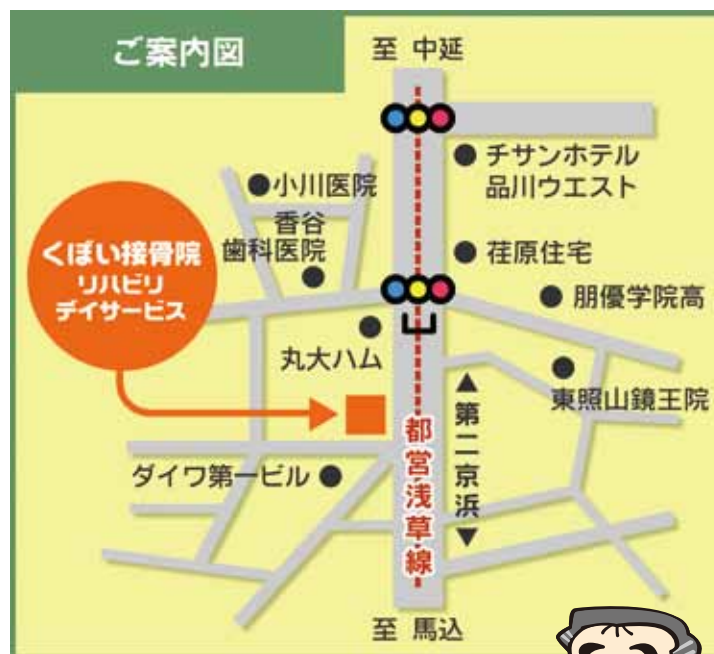 ご案内図
至 中延
チサンホテル
品川ウエスト
小川医院
香谷
歯科医院
くぼい接骨院
リハビリ
デイサービス
荏原住宅
朋優学院高
丸大ハム
東照山鏡王院
▲第二京浜▼
都営浅草線
ダイワ第一ビル
至 馬込